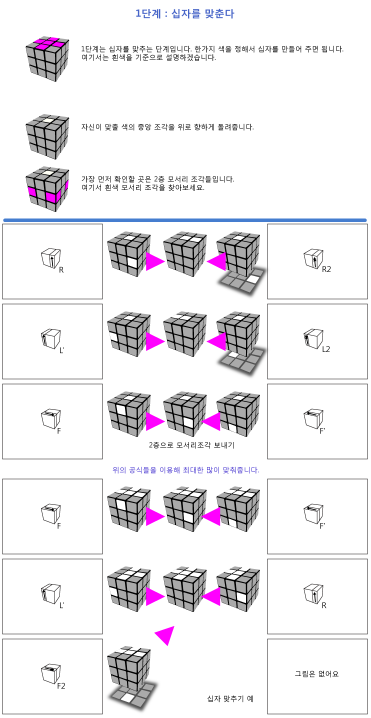 1단계 : 십자를 맞춘다
1단계는 십자를 맞추는 단계입니다. 한가지 색을 정해서 십자를 만들어 주면 됩니다.
여기서는 흰색을 기준으로 설명하겠습니다.
자신이 맞출 색의 중앙 조각을 위로 향하게 돌려줍니다.
가장 먼저 확인할 곳은 2층 모서리 조각들입니다.
여기서 흰색 모서리 조각을 찾아보세요.
R
R2
L'
L2
F
F'
2층으로 모서리조각 보내기
위의 공식들을 이용해 최대한 많이 맞춰줍니다.
F
F'
L'
R
F2
그림은 없어요
십자 맞추기 예